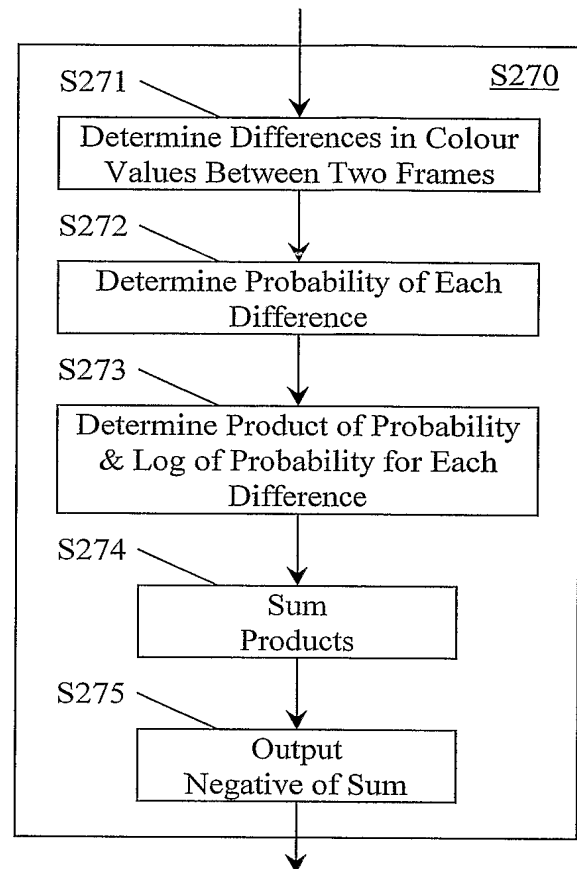 S270
S271
Determine Differences in Colour
Values Between Two Frames
S272
Determine Probability of Each
Difference
S273
Determine Product of Probability
& Log of Probability for Each
Difference
S274
Sum
Products
S275
Output
Negative of Sum